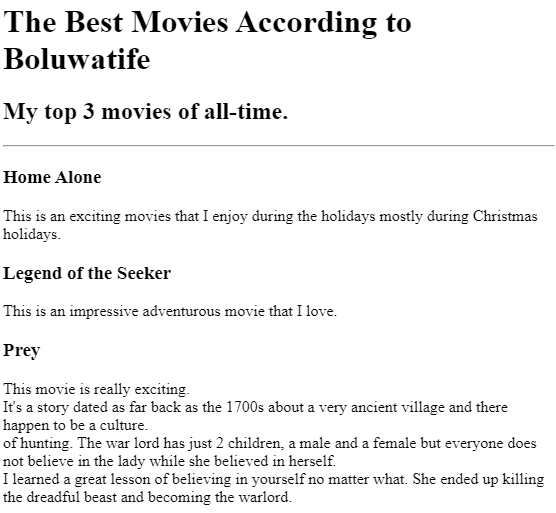 The Best Movies According to
Boluwatife
My top 3 movies of all-time.
Home Alone
This is an exciting movies that I enjoy during the holidays mostly during Christmas
holidays.
Legend of the Seeker
This is an impressive adventurous movie that I love.
Prey
This movie is really exciting.
It's a story dated as far back as the 1700s about a very ancient village and there
happen to be a culture.
of hunting. The war lord has just 2 children, a male and a female but everyone does
not believe in the lady while she believed in herself.
I learned a great lesson of believing in yourself no matter what. She ended up killing
the dreadful beast and becoming the warlord.